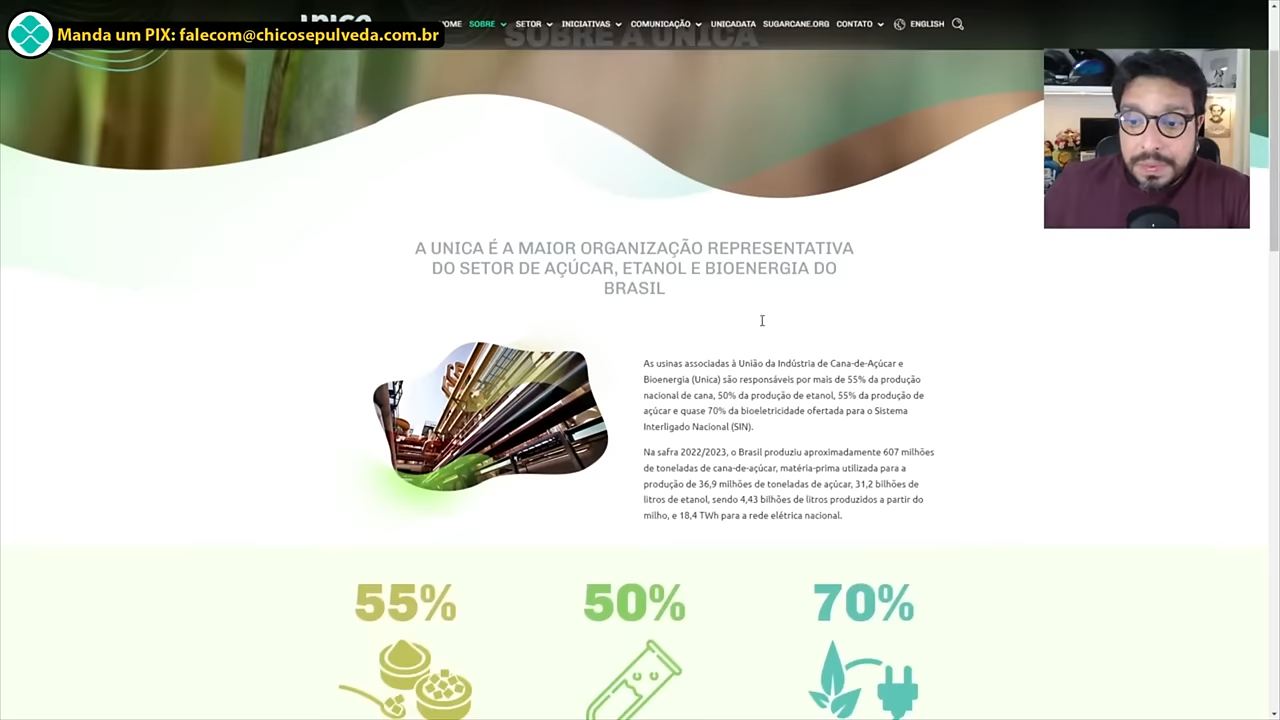 Manda um PIX: falecom@chicosepulveda.com.br
SOBRE SETOR INICIATIVAS COMUNICAÇÃO UNICADATA SUGARCANE.ORG CONTATO ENGLISH
SOBRE A UNICA
A UNICA É A MAIOR ORGANIZAÇÃO REPRESENTATIVA
DO SETOR DE AÇÚCAR, ETANOL E BIOENERGIA DO
BRASIL
As usinas associadas à União da Indústria de Cana-de-Açúcar e
Bioenergia (Unica) são responsáveis por mais de 55% da produção
nacional de cana, 50% da produção de etanol, 55% da produção de
açúcar e quase 70% da bioeletricidade ofertada para o Sistema
Interligado Nacional (SIN).
Na safra 2022/2023, o Brasil produziu aproximadamente 607 milhões
de toneladas de cana-de-açúcar, matéria-prima utilizada para a
produção de 36,9 milhões de toneladas de açúcar, 31,2 bilhões de
litros de etanol, sendo 4,43 bilhões de litros produzidos a partir do
milho, e 18,4 TWh para a rede elétrica nacional.
55% 50% 70%